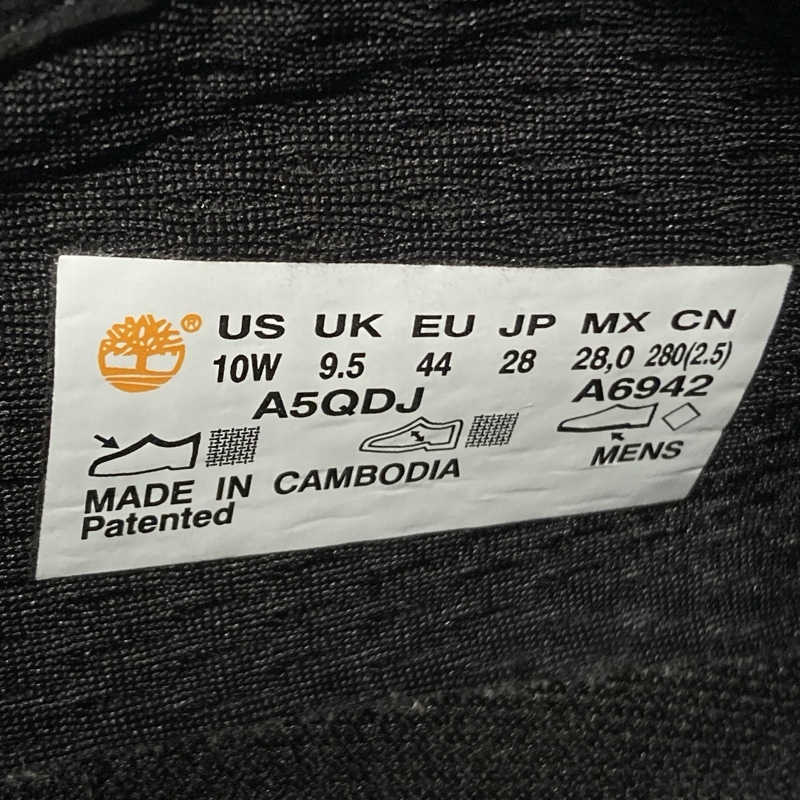 ® US UK EU JP MX CN
10W 9.5 44 28 28,0 280(2.5)
A5QDJ A6942
MENS
MADE IN CAMBODIA
Patented